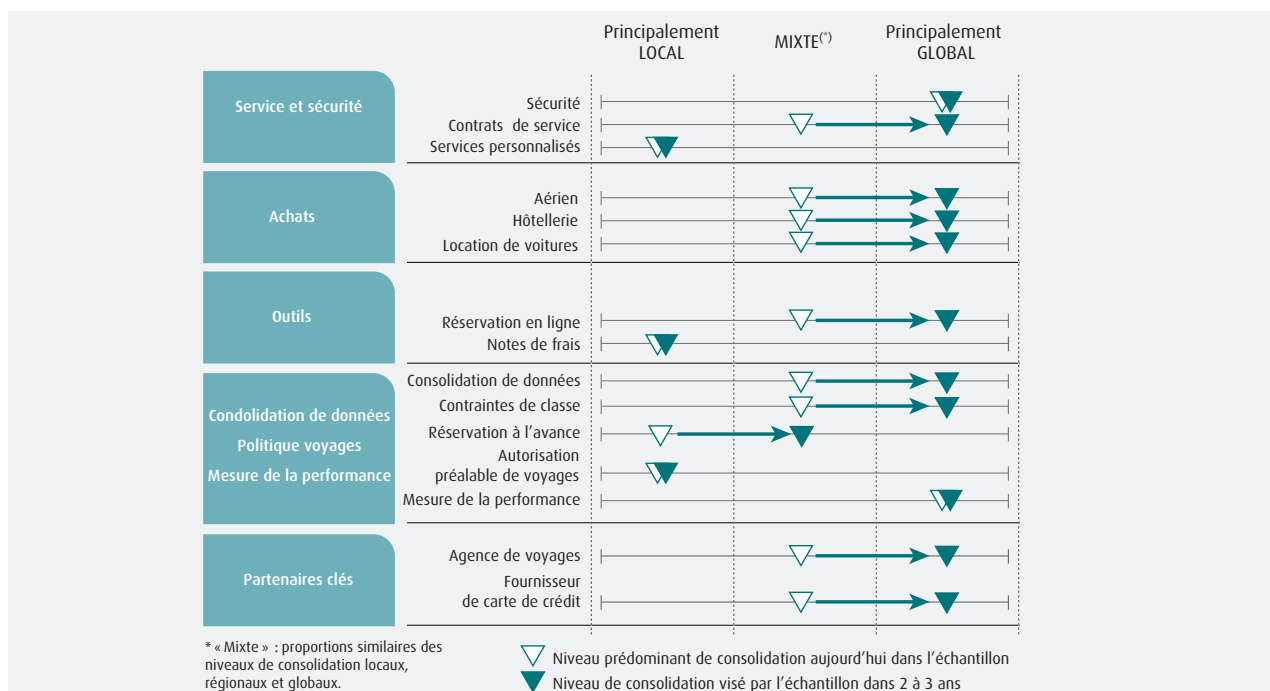 Principalement
LOCAL
MIXTE(*)
Principalement
GLOBAL
Service et sécurité
Sécurité
Contrats de service
Services personnalisés
Achats
Aérien
Hôtellerie
Location de voitures
Outils
Réservation en ligne
Notes de frais
Condolidation de données
Politique voyages
Mesure de la performance
Consolidation de données
Contraintes de classe
Réservation à l'avance
Autorisation
préalable de voyages
Mesure de la performance
Partenaires clés
Agence de voyages
Fournisseur
de carte de crédit
* « Mixte » : proportions similaires des
niveaux de consolidation locaux,
régionaux et globaux.
Niveau prédominant de consolidation aujourd'hui dans l'échantillon
Niveau de consolidation visé par l'échantillon dans 2 à 3 ans